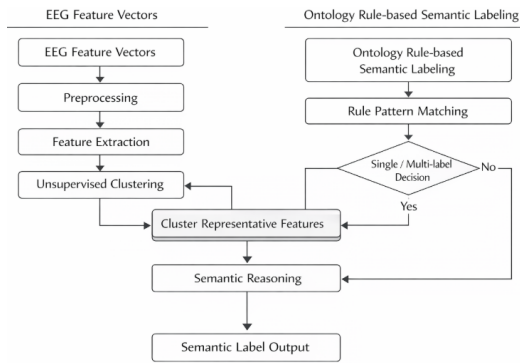 EEG Feature Vectors
EEG Feature Vectors
Preprocessing
Feature Extraction
Unsupervised Clustering
Ontology Rule-based Semantic Labeling
Ontology Rule-based
Semantic Labeling
Rule Pattern Matching
Single / Multi-label
Decision
No
Yes
Cluster Representative Features
Semantic Reasoning
Semantic Label Output